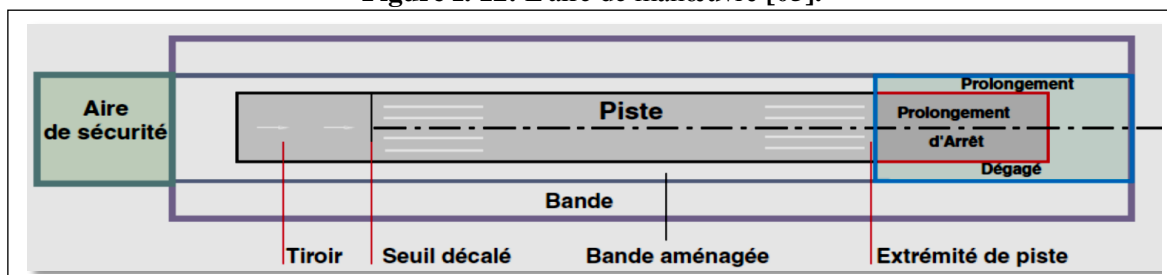 Aire
de sécurité
Piste
Prolongement
Prolongement
d'Arrêt
Dégagé
Bande
Tiroir
Seuil décalé
Bande aménagée
Extrémité de piste